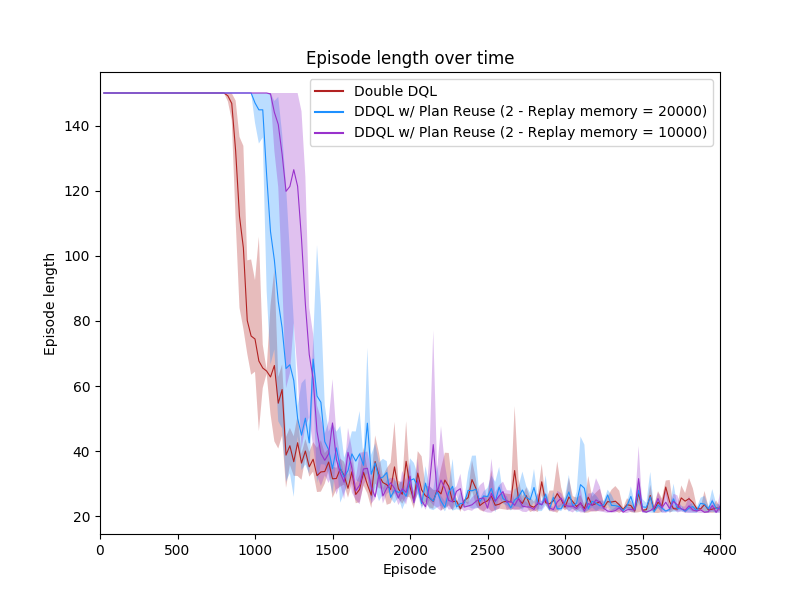 Episode length over time
Double DQL
DDQL w/ Plan Reuse (2 - Replay memory = 20000)
DDQL w/ Plan Reuse (2 - Replay memory = 10000)
140
120
100
80
60
40
20
Episode length
0 500 1000 1500 2000 2500 3000 3500 4000
Episode